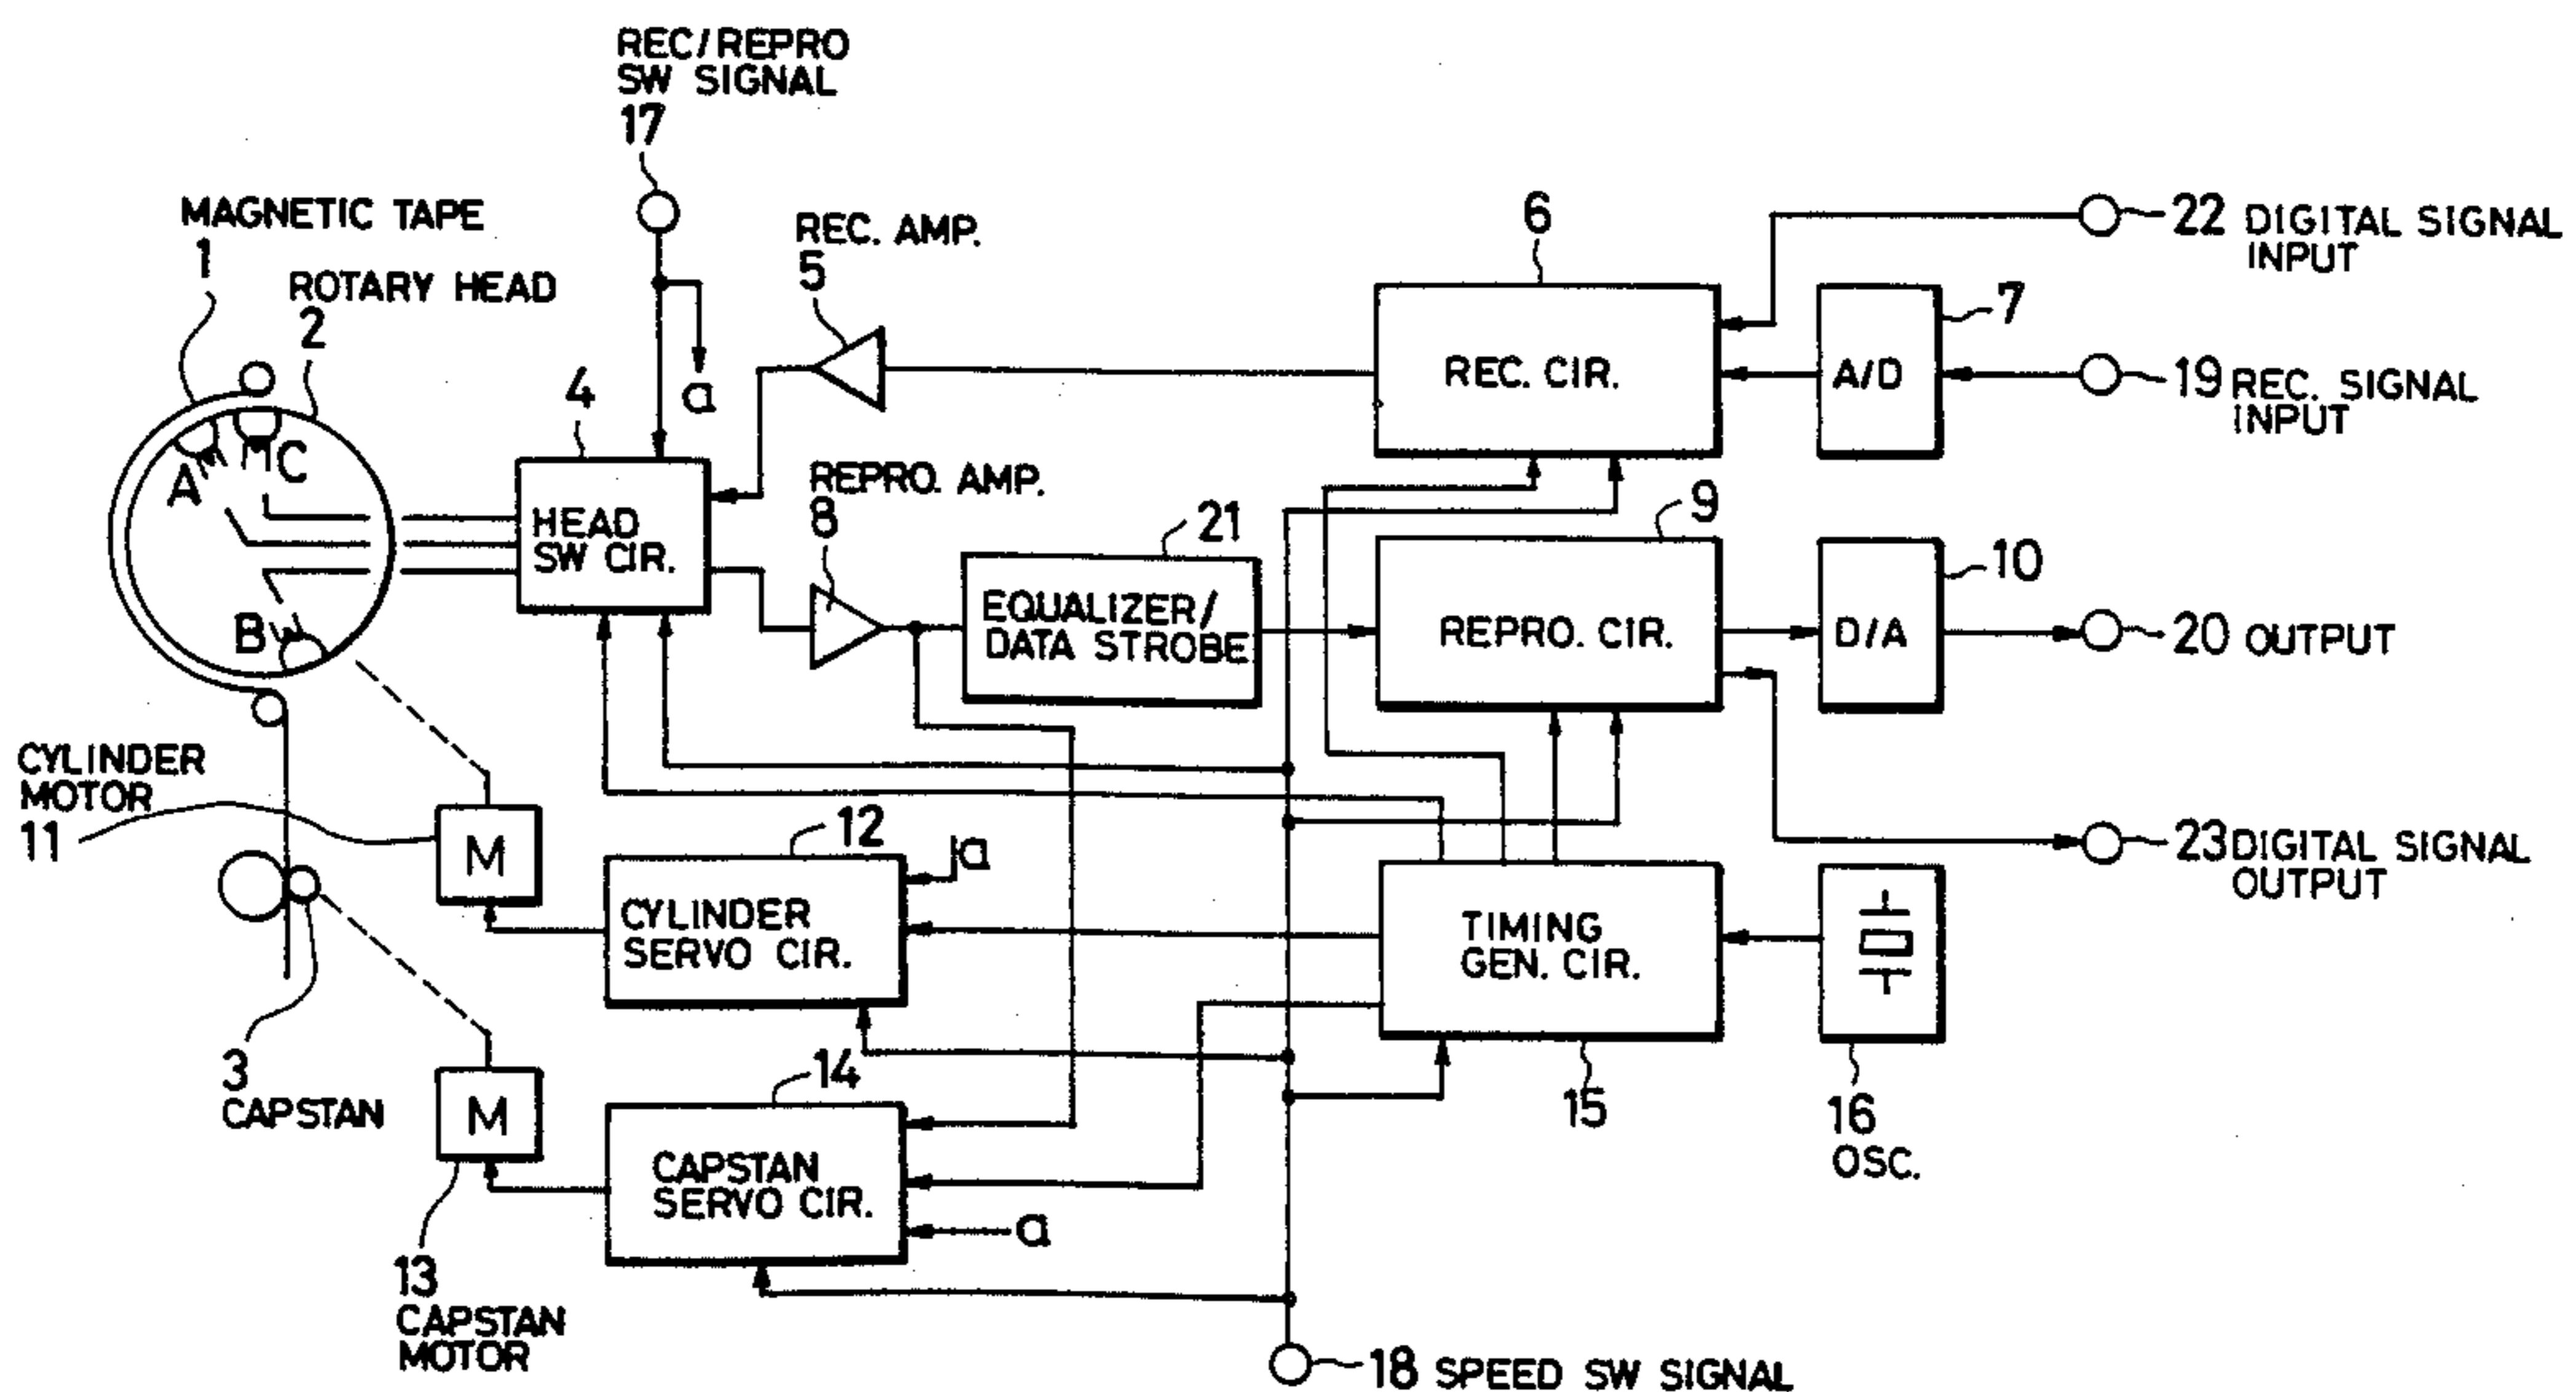 REC/REPRO
SW SIGNAL
17
MAGNETIC TAPE
1
ROTARY HEAD
2
REC. AMP.
5
6
22 DIGITAL SIGNAL
INPUT
7
a
4
REC. CIR.
A/D
19 REC. SIGNAL
INPUT
A
C
HEAD
SW CIR.
REPRO. AMP.
8
21
9
10
EQUALIZER/
DATA STROBE
REPRO. CIR.
D/A
20 OUTPUT
B
CYLINDER
MOTOR
11
M
12
a
CYLINDER
SERVO CIR.
TIMING
GEN. CIR.
23 DIGITAL SIGNAL
OUTPUT
3
CAPSTAN
M
14
15
16
OSC.
CAPSTAN
SERVO CIR.
a
13
CAPSTAN
MOTOR
18 SPEED SW SIGNAL